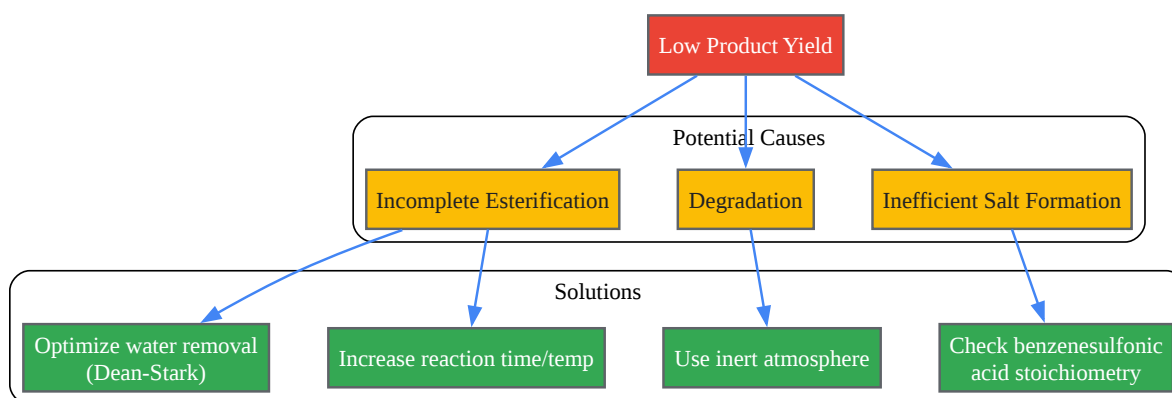 Low Product Yield
Potential Causes
Incomplete Esterification
Degradation
Inefficient Salt Formation
Solutions
Optimize water removal
(Dean-Stark)
Increase reaction time/temp
Use inert atmosphere
Check benzenesulfonic
acid stoichiometry